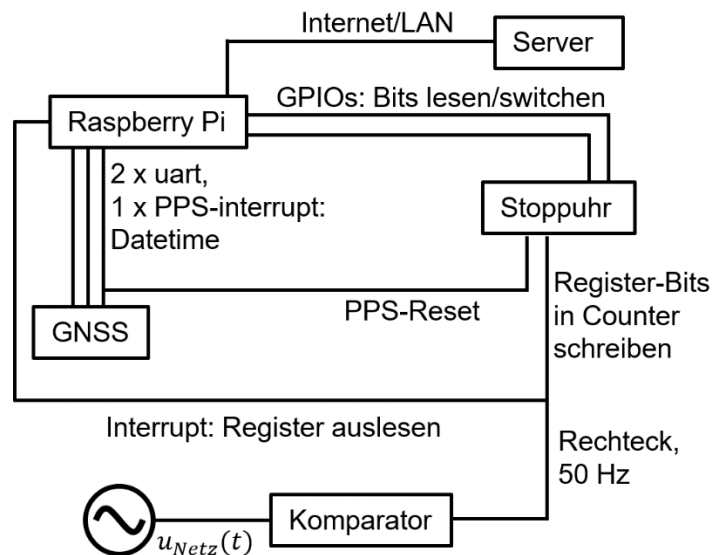 Internet/LAN
Server
GPIOs: Bits lesen/switchen
Raspberry Pi
2 x uart,
1 x PPS-interrupt:
Datetime
Stoppuhr
GNSS
PPS-Reset
Register-Bits
in Counter
schreiben
Interrupt: Register auslesen
Rechteck,
50 Hz
Komparator
u_Netz(t)